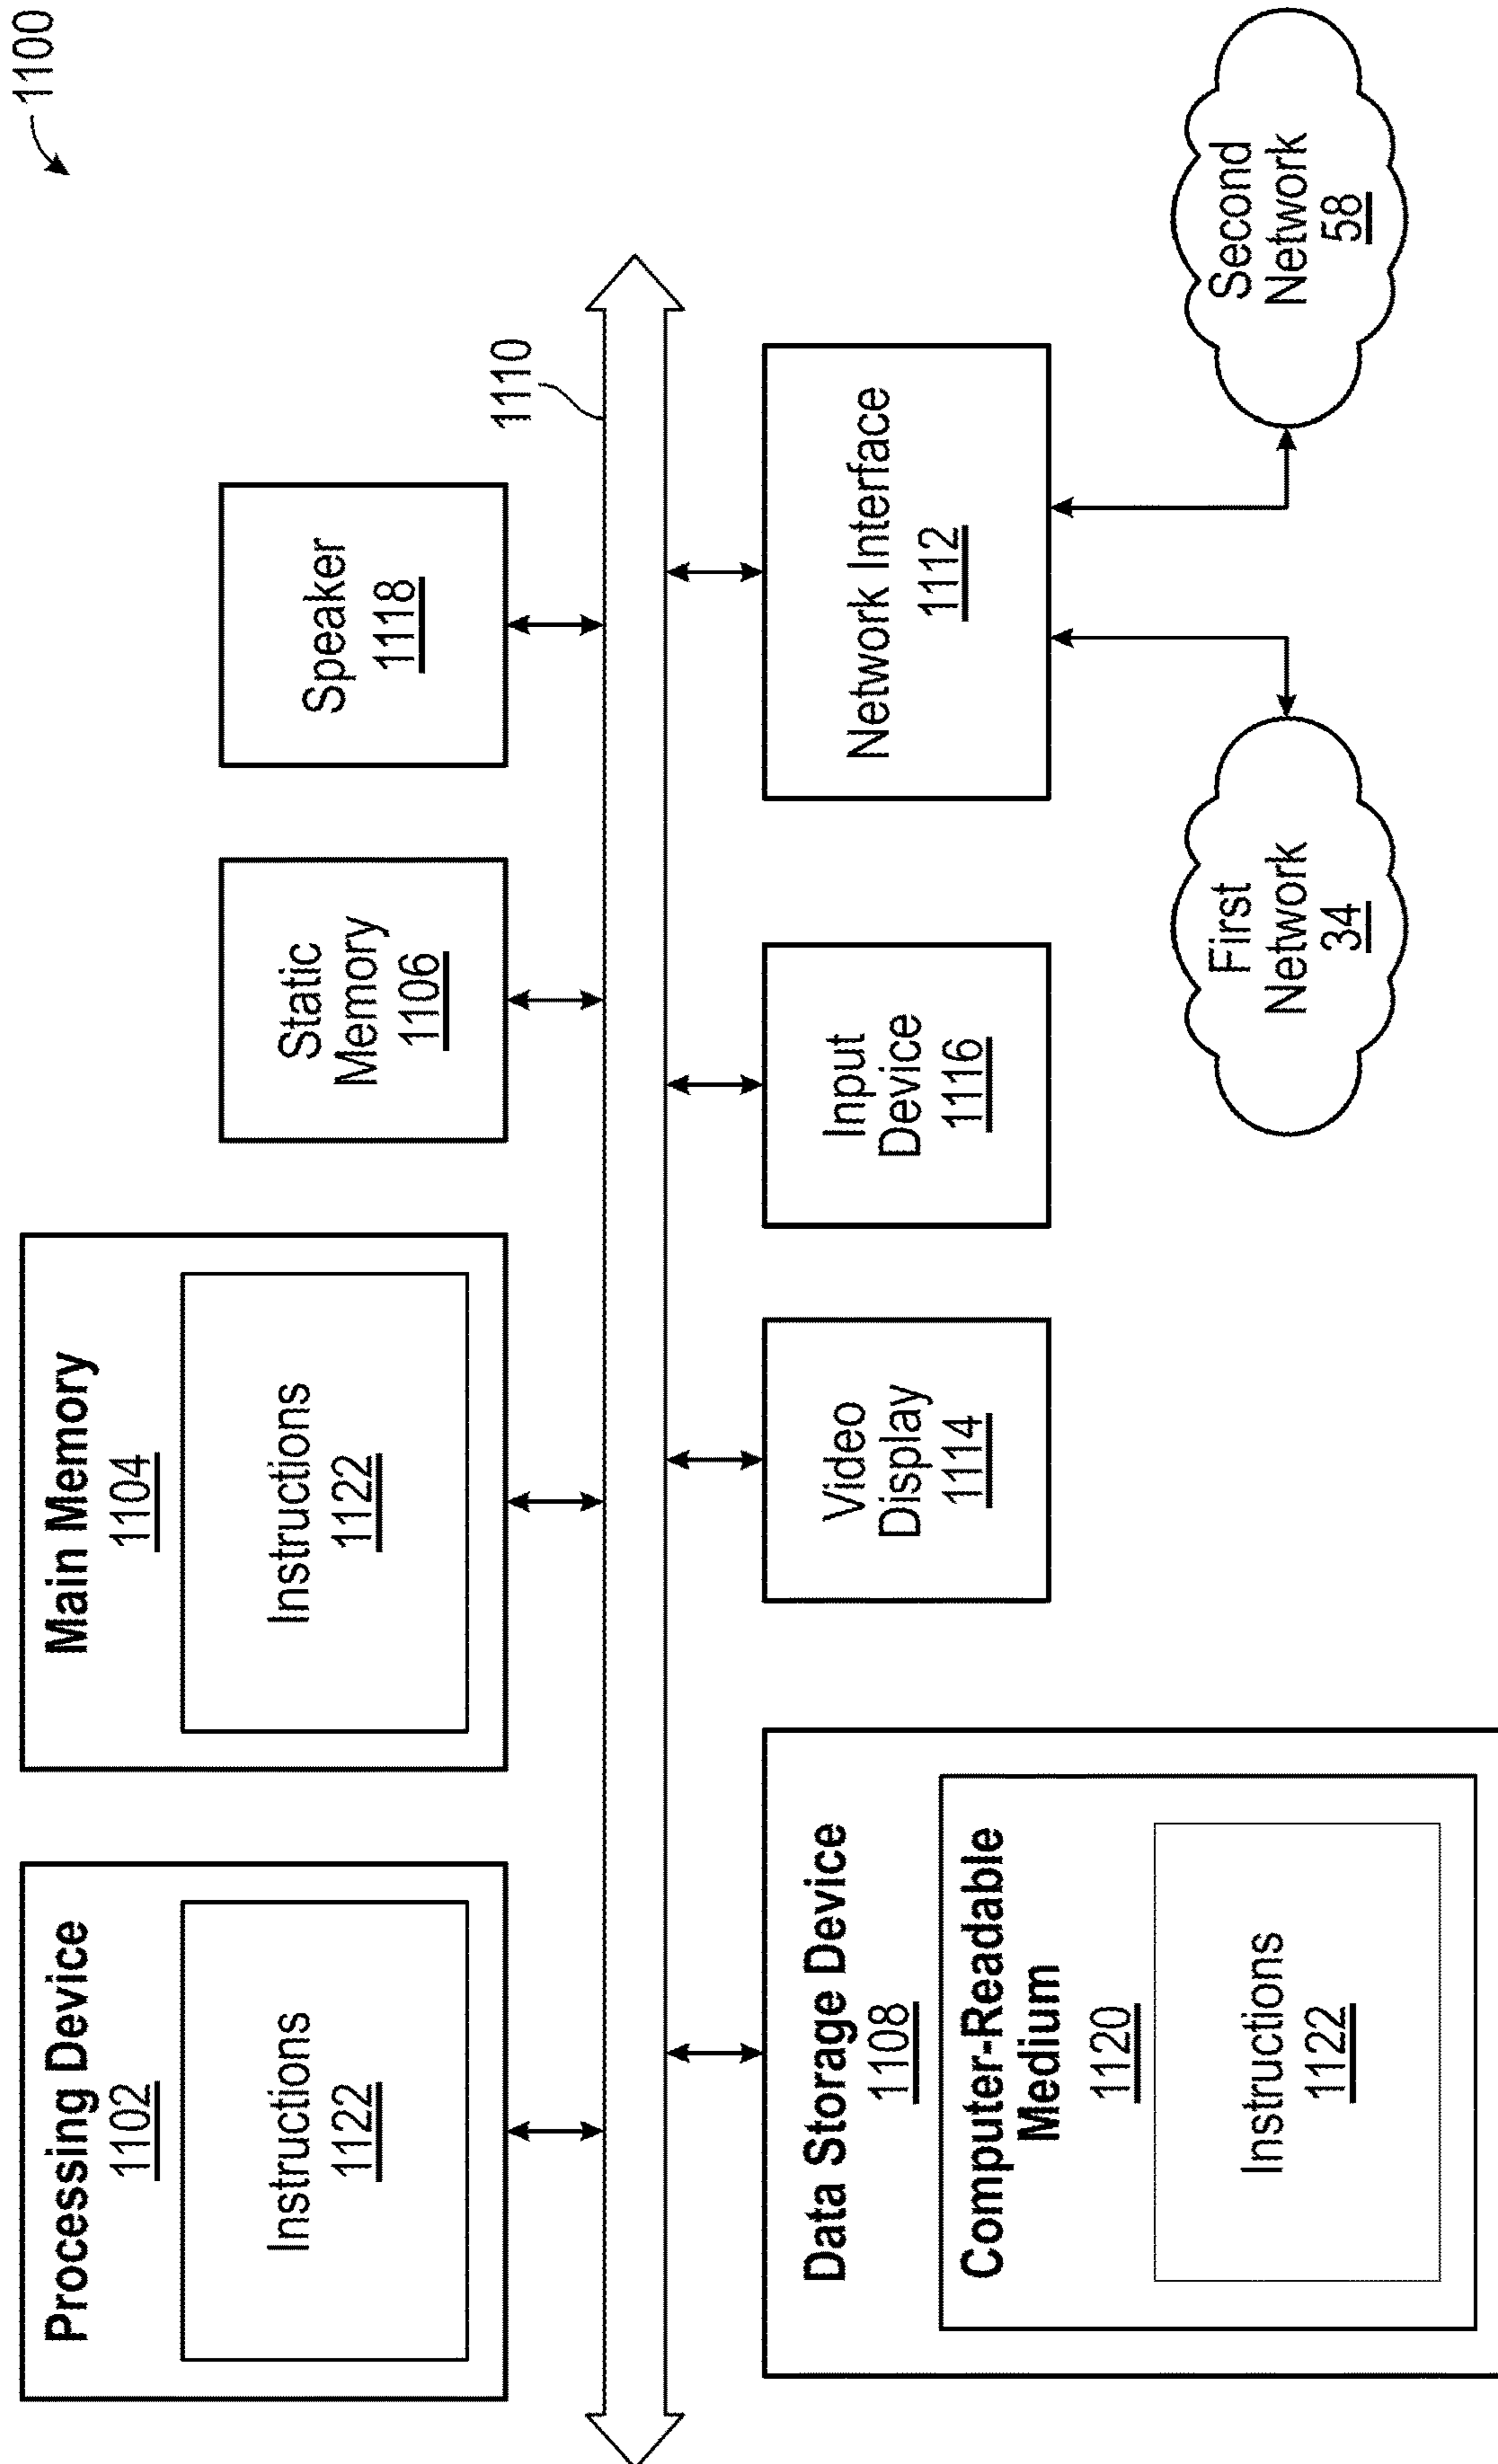 1100
Processing Device
1102
Instructions
1122
Main Memory
1104
Instructions
1122
Static
Memory
1106
Speaker
1118
1110
Data Storage Device
1108
Computer-Readable
Medium
1120
Instructions
1122
Video
Display
1114
Input
Device
1116
Network Interface
1112
First
Network
34
Second
Network
58